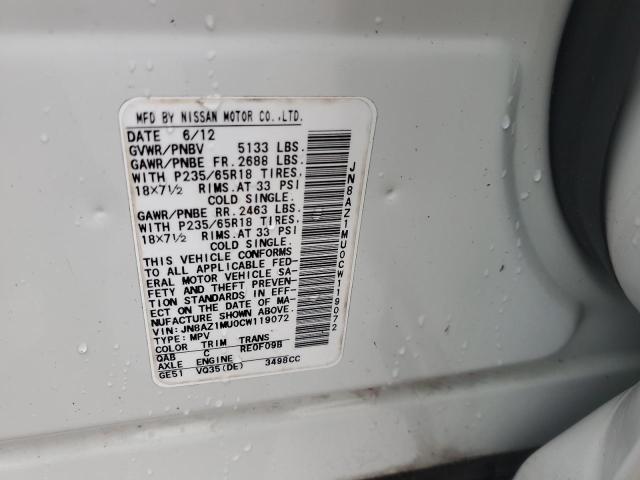 MFD BY NISSAN MOTOR CO.,LTD.
DATE 6/12
GVWR/PNBV 5133 LBS.
GAWR/PNBE FR. 2688 LBS.
WITH P235/65R18 TIRES,
18X7½ RIMS.AT 33 PSI
COLD SINGLE.
GAWR/PNBE RR. 2463 LBS.
WITH P235/65R18 TIRES,
18X7½ RIMS.AT 33 PSI
COLD SINGLE.
THIS VEHICLE CONFORMS
TO ALL APPLICABLE FED-
ERAL MOTOR VEHICLE SA-
FETY AND THEFT PREVEN-
TION STANDARDS IN EFF-
ECT ON THE DATE OF MA-
NUFACTURE SHOWN ABOVE.
VIN: JN8AZ1MU0CW119072
TYPE: MPV
COLOR TRIM TRANS
QAB C RE0F09B
AXLE ENGINE
GE51 VQ35(DE) 3498CC
JN8AZ1MU0CW119072